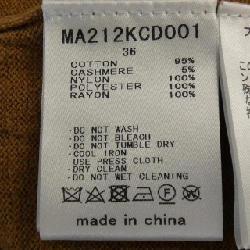 MA212KCD001
36
COTTON 95%
CASHMERE 5%
NYLON 100%
POLYESTER 100%
RAYON 100%
·DO NOT WASH
·DO NOT BLEACH
·DO NOT TUMBLE DRY
·COOL IRON
USE PRESS CLOTH
·DRY CLEAN
·DO NOT WET CLEAN
made in china